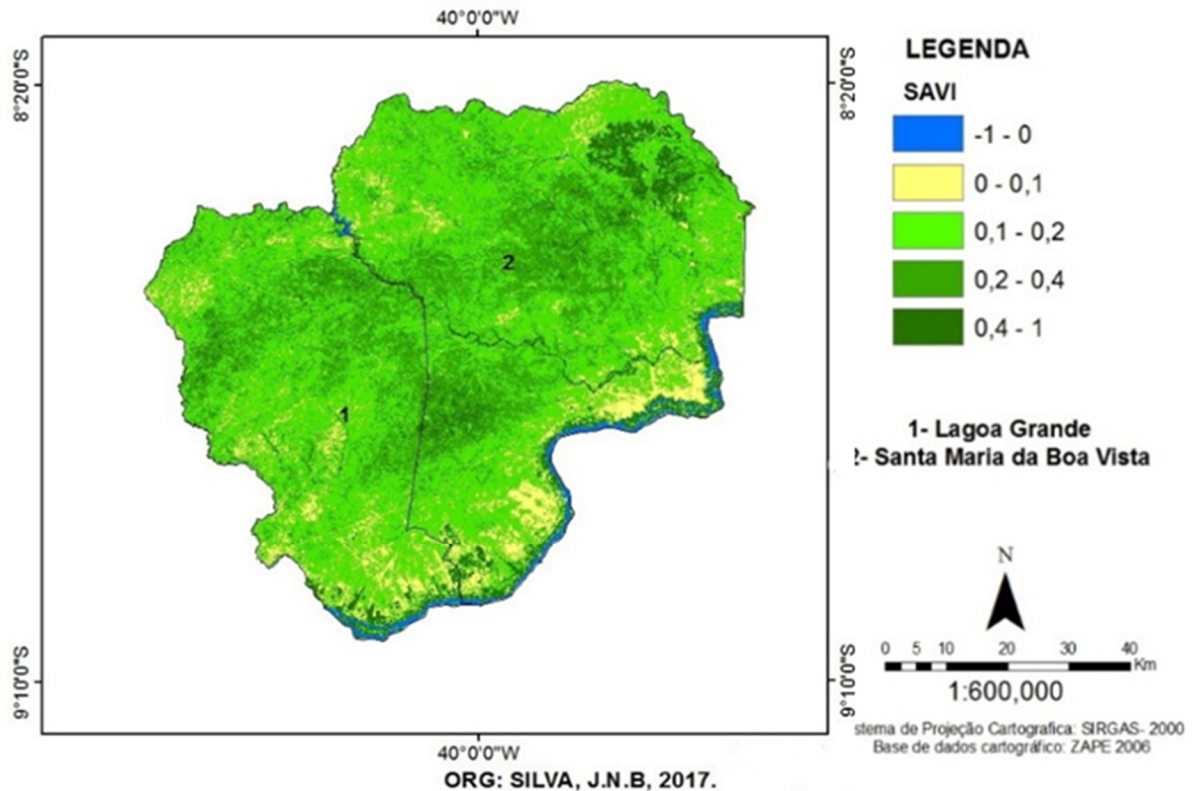 40°0'0"W
8°20'0"S
8°20'0"S
LEGENDA
SAVI
-1 - 0
0 - 0,1
0,1 - 0,2
0,2 - 0,4
0,4 - 1
2
1
1- Lagoa Grande
2- Santa Maria da Boa Vista
N
0 5 10 20 30 40
Km
1:600,000
9°10'0"S
9°10'0"S
stema de Projeção Cartografica: SIRGAS- 2000
Base de dados cartográfico: ZAPE 2006
40°0'0"W
ORG: SILVA, J.N.B, 2017.